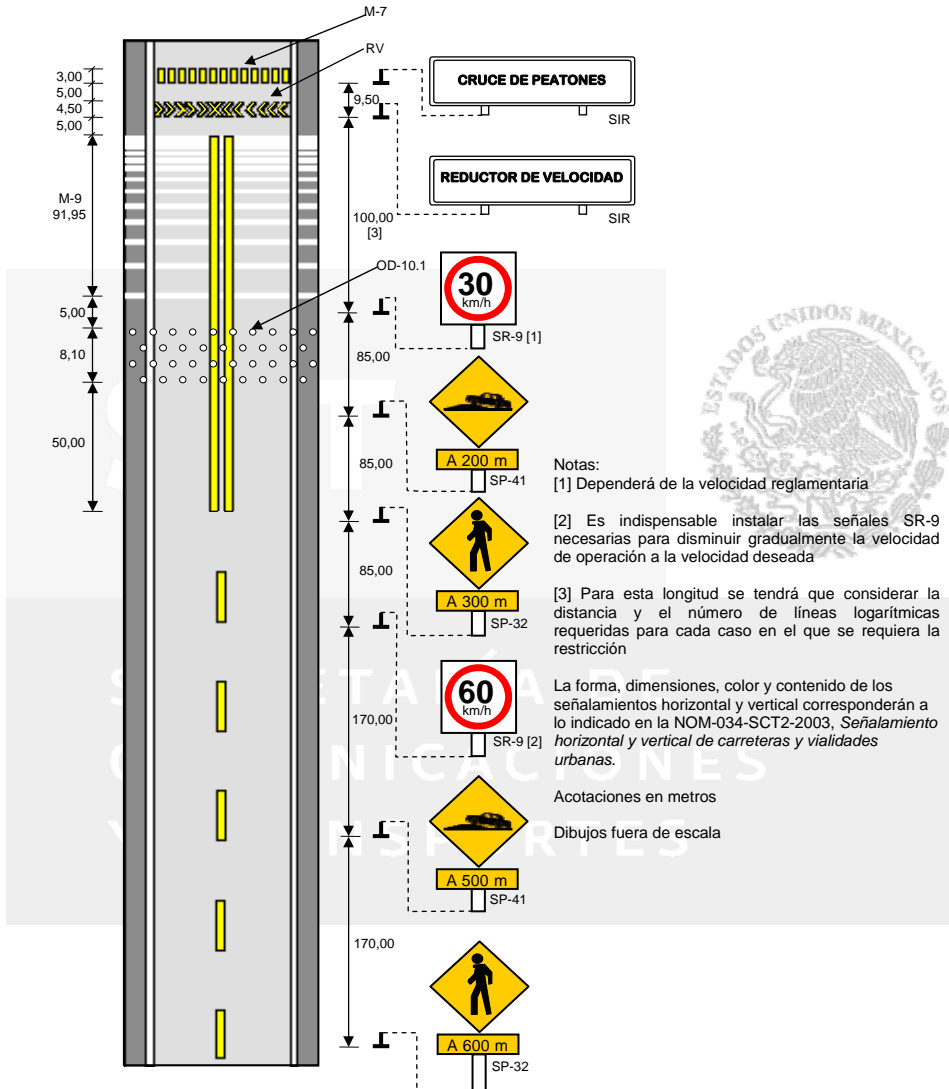 M-7
RV
3,00
5,00
4,50
5,00
9,50
CRUCE DE PEATONES
SIR
REDUCTOR DE VELOCIDAD
SIR
M-9
91,95
100,00
[3]
OD-10.1
30
km/h
SR-9 [1]
5,00
8,10
50,00
85,00
A 200 m
SP-41
85,00
A 300 m
SP-32
85,00
60
km/h
SR-9 [2]
170,00
A 500 m
SP-41
170,00
A 600 m
SP-32
Notas:
[1] Dependerá de la velocidad reglamentaria
[2] Es indispensable instalar las señales SR-9
necesarias para disminuir gradualmente la velocidad
de operación a la velocidad deseada
[3] Para esta longitud se tendrá que considerar la
distancia y el número de líneas logarítmicas
requeridas para cada caso en el que se requiera la
restricción
La forma, dimensiones, color y contenido de los
señalamientos horizontal y vertical corresponderán a
lo indicado en la NOM-034-SCT2-2003, Señalamiento
horizontal y vertical de carreteras y vialidades
urbanas.
Acotaciones en metros
Dibujos fuera de escala
ESTADOS UNIDOS MEXICANOS